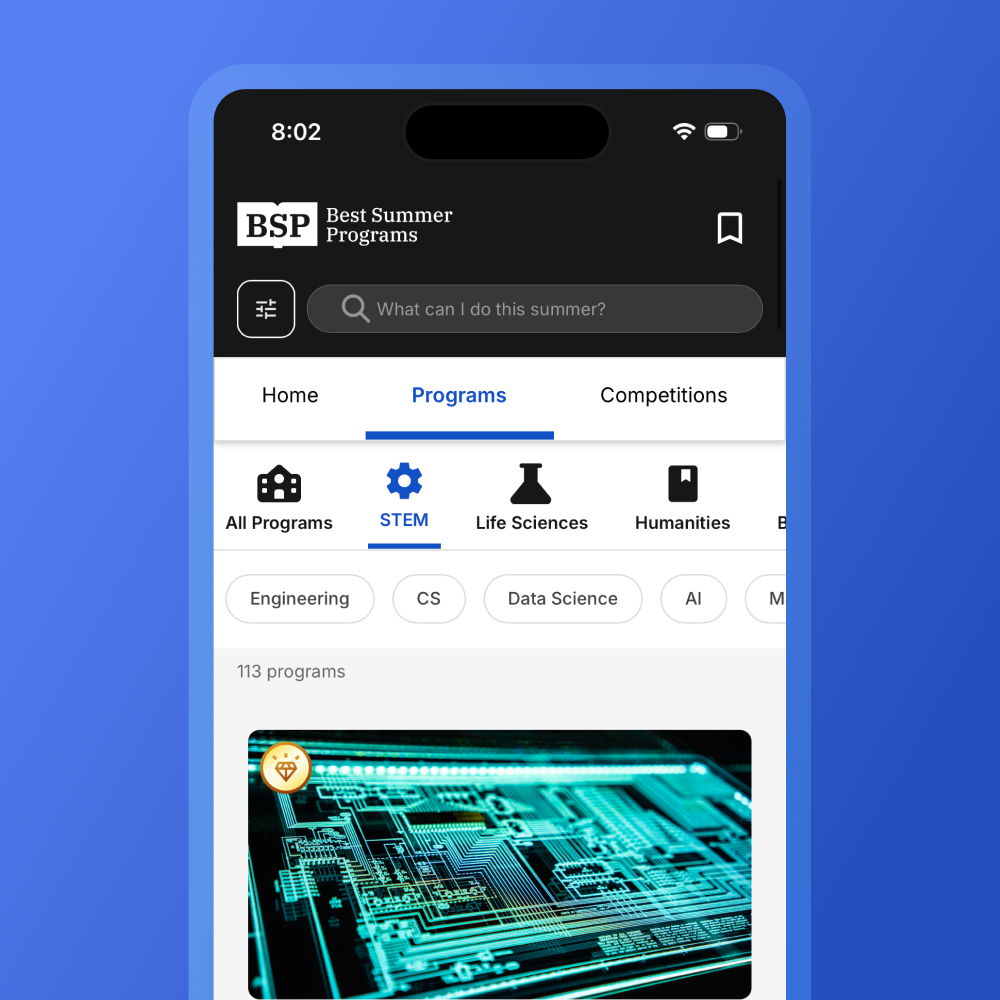 8:02
BSP
Best Summer
Programs
What can I do this summer?
Home Programs Competitions
All Programs STEM Life Sciences Humanities
Engineering CS Data Science AI
113 programs